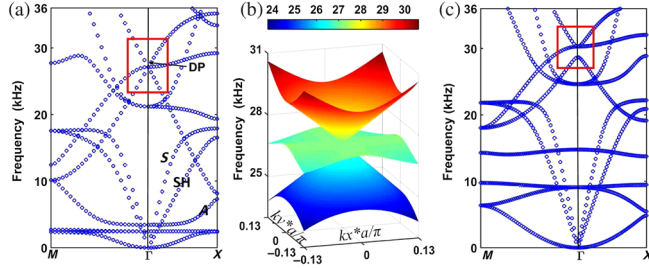 (a)
36
30
20
10
0
Frequency (kHz)
DP
S
SH
A
M
Γ
X
(b)
24 25 26 27 28 29 30
31
28
25
Frequency (kHz)
0.13
0
−0.13
ky*a/π
−0.13
0
0.13
kx*a/π
(c)
36
30
20
10
0
Frequency (kHz)
M
Γ
X